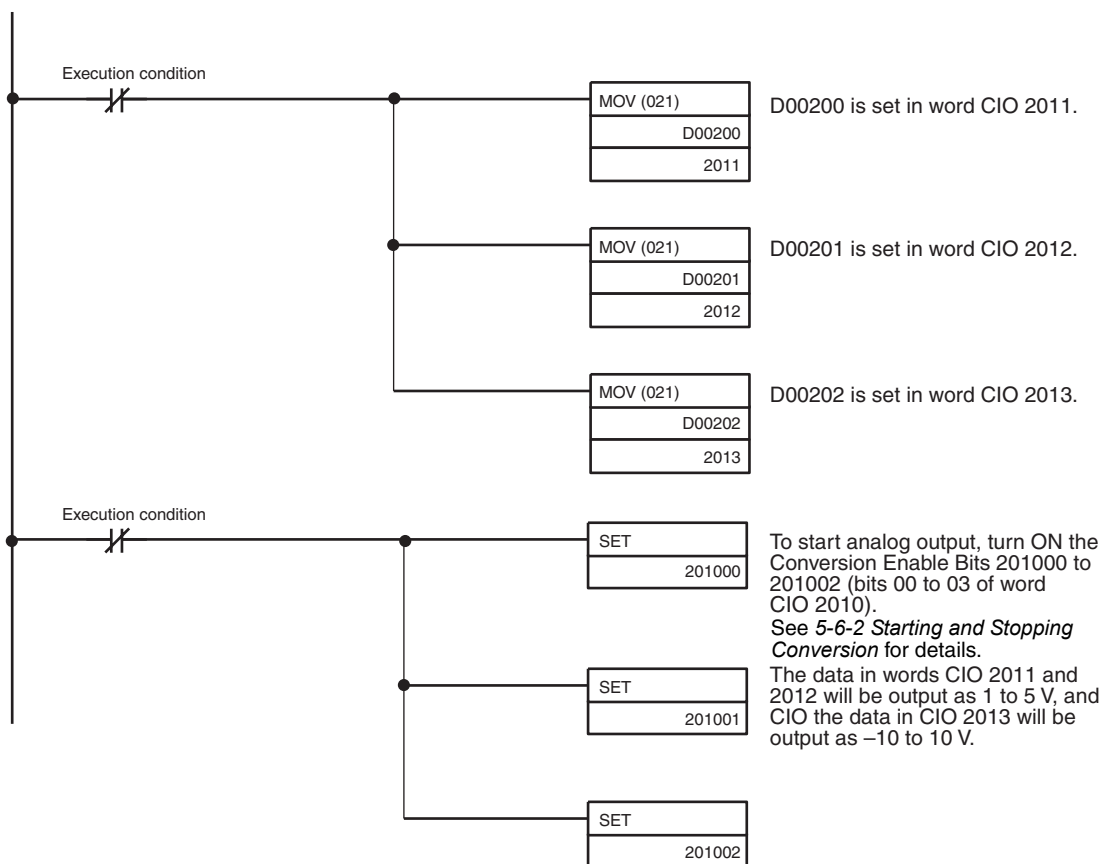 Execution condition
MOV (021)
D00200
2011
D00200 is set in word CIO 2011.
MOV (021)
D00201
2012
D00201 is set in word CIO 2012.
MOV (021)
D00202
2013
D00202 is set in word CIO 2013.
Execution condition
SET
201000
To start analog output, turn ON the
Conversion Enable Bits 201000 to
201002 (bits 00 to 03 of word
CIO 2010).
See 5-6-2 Starting and Stopping
Conversion for details.
SET
201001
The data in words CIO 2011 and
2012 will be output as 1 to 5 V, and
CIO the data in CIO 2013 will be
output as –10 to 10 V.
SET
201002